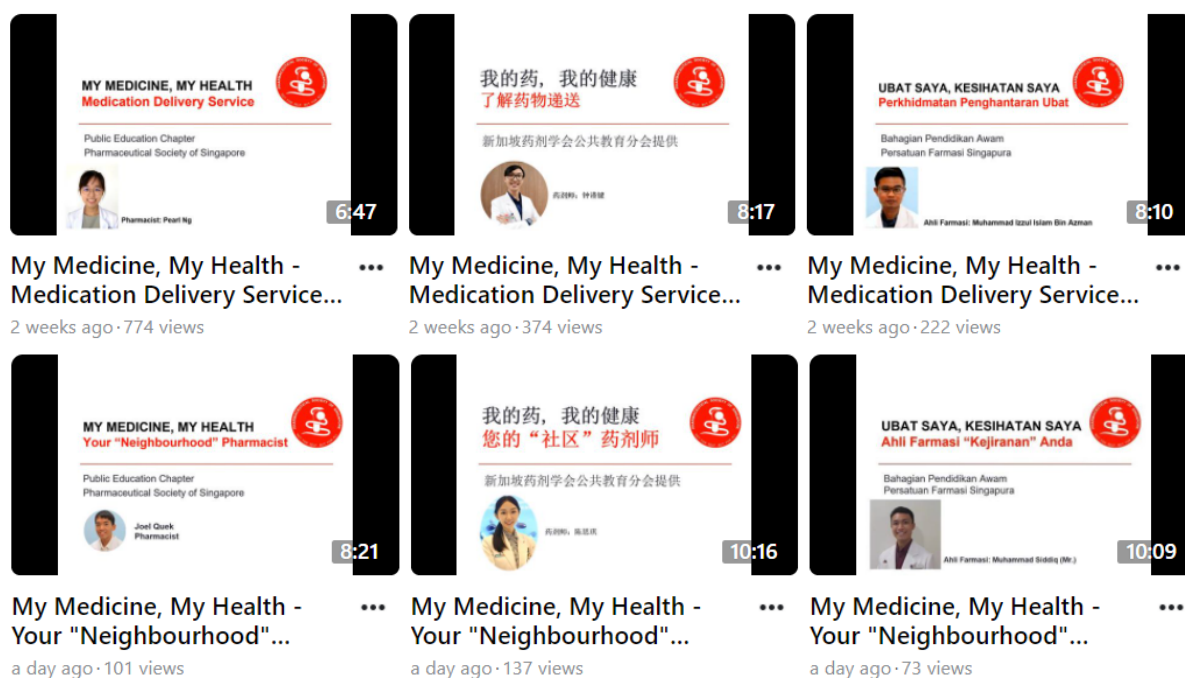 MY MEDICINE, MY HEALTH
Medication Delivery Service
Public Education Chapter
Pharmaceutical Society of Singapore
Pharmacist: Pearl Ng
6:47
My Medicine, My Health -
Medication Delivery Service...
2 weeks ago·774 views
我的药，我的健康
了解药物递送
新加坡药剂学会公共教育分会提供
药剂师：
8:17
My Medicine, My Health -
Medication Delivery Service...
2 weeks ago·374 views
UBAT SAYA, KESIHATAN SAYA
Perkhidmatan Penghantaran Ubat
Bahagian Pendidikan Awam
Persatuan Farmasi Singapura
Ahli Farmasi: Muhammad Izzul Islam Bin Azman
8:10
My Medicine, My Health -
Medication Delivery Service...
2 weeks ago·222 views
MY MEDICINE, MY HEALTH
Your “Neighbourhood” Pharmacist
Public Education Chapter
Pharmaceutical Society of Singapore
Joel Quek
Pharmacist
8:21
My Medicine, My Health -
Your "Neighbourhood"...
a day ago·101 views
我的药，我的健康
您的“社区”药剂师
新加坡药剂学会公共教育分会提供
药剂师：
10:16
My Medicine, My Health -
Your "Neighbourhood"...
a day ago·137 views
UBAT SAYA, KESIHATAN SAYA
Ahli Farmasi “Kejiranan” Anda
Bahagian Pendidikan Awam
Persatuan Farmasi Singapura
Ahli Farmasi: Muhammad Siddiq (Mr.)
10:09
My Medicine, My Health -
Your "Neighbourhood"...
a day ago·73 views